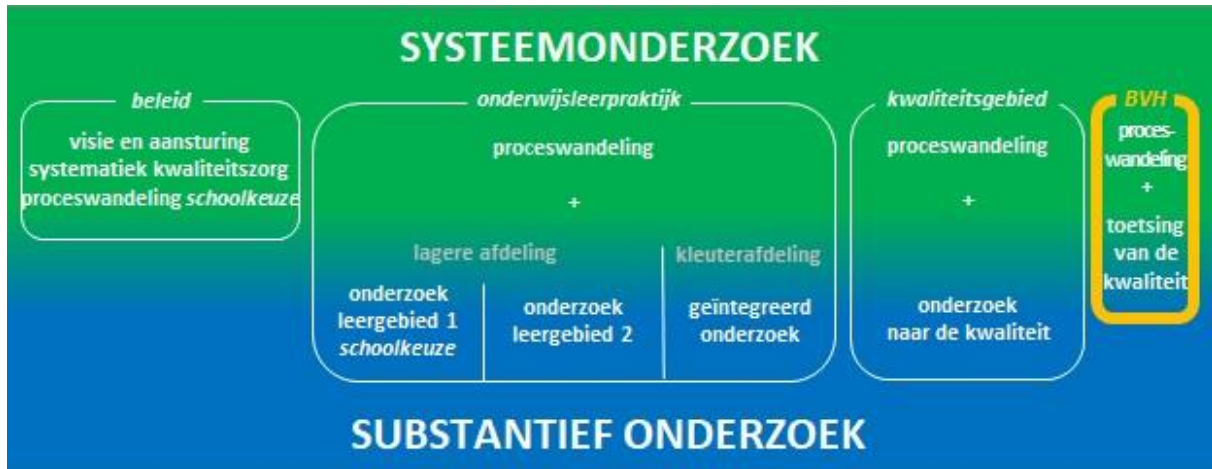 SYSTEEMONDERZOEK
beleid
visie en aansturing
systematiek kwaliteitszorg
proceswandeling schoolkeuze
onderwijsleerpraktijk
proceswandeling
+
lagere afdeling
onderzoek
leergebied 1
schoolkeuze
onderzoek
leergebied 2
kleuterafdeling
geïntegreerd
onderzoek
kwaliteitsgebied
proceswandeling
+
onderzoek
naar de kwaliteit
BVH
proces-
wandeling
+
toetsing
van de
kwaliteit
SUBSTANTIEF ONDERZOEK